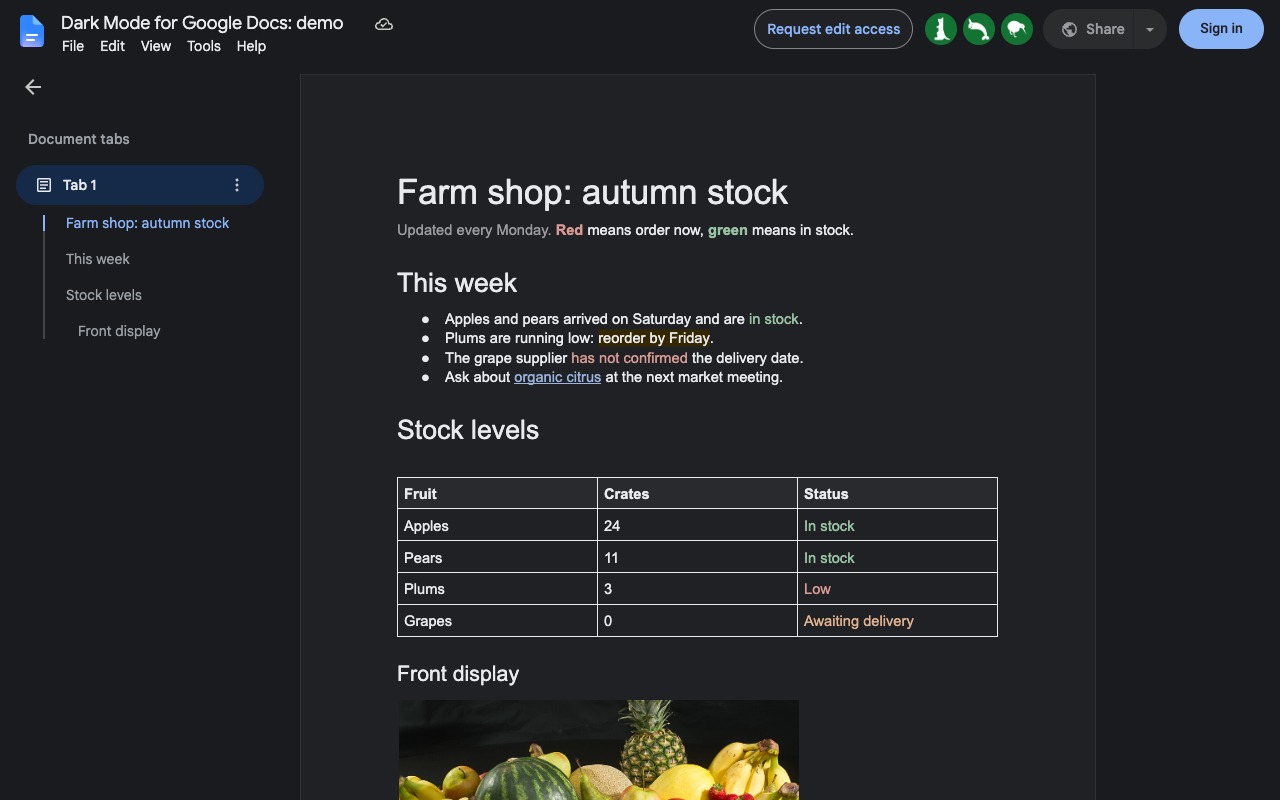 Dark Mode for Google Docs: demo
File Edit View Tools Help
Request edit access
Share
Sign in
Document tabs
Tab 1
Farm shop: autumn stock
This week
Stock levels
Front display
Farm shop: autumn stock
Updated every Monday. Red means order now, green means in stock.
This week
● Apples and pears arrived on Saturday and are in stock.
● Plums are running low: reorder by Friday.
● The grape supplier has not confirmed the delivery date.
● Ask about organic citrus at the next market meeting.
Stock levels
Fruit Crates Status
Apples 24 In stock
Pears 11 In stock
Plums 3 Low
Grapes 0 Awaiting delivery
Front display